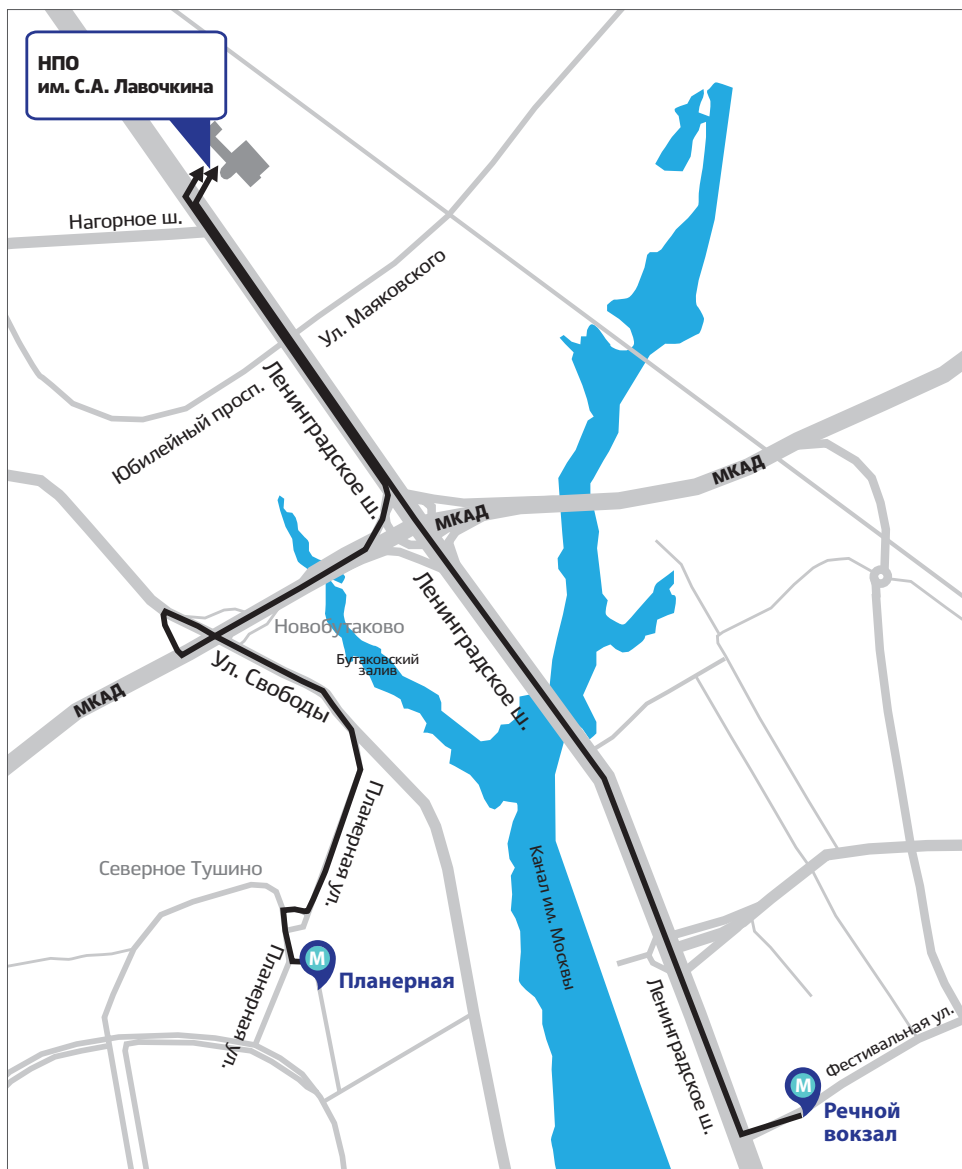 НПО
им. С.А. Лавочкина
Нагорное ш.
Ул. Маяковского
Юбилейный просп.
Ленинградское ш.
МКАД
МКАД
Ленинградское ш.
Новобутаково
Бутаковский
залив
Ул. Свободы
МКАД
Планерная ул.
Северное Тушино
Канал им. Москвы
М
Планерная
Планерная ул.
Ленинградское ш.
Фестивальная ул.
М
Речной
вокзал